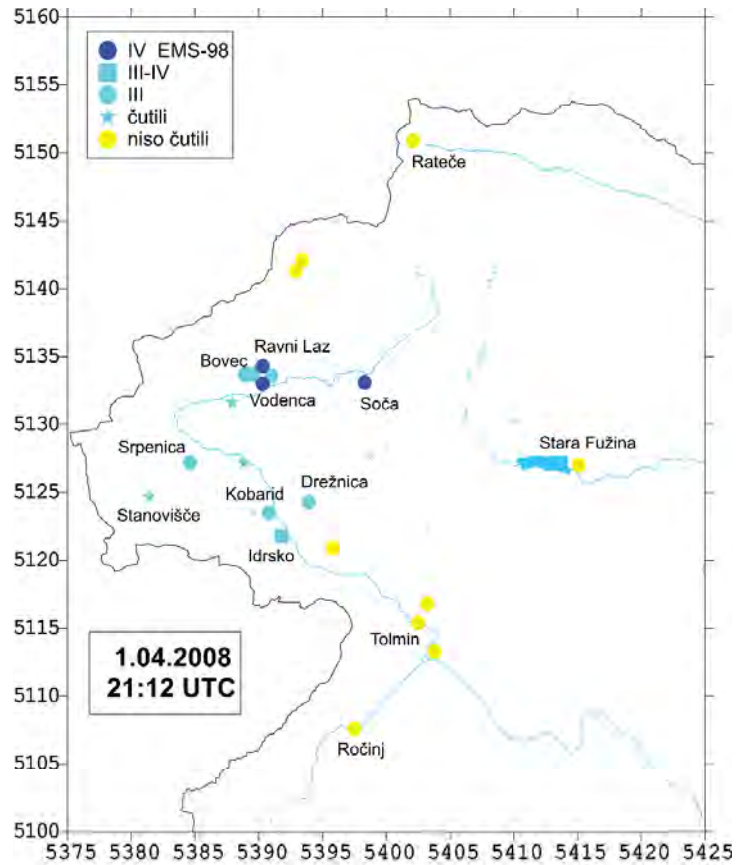 5160
5155
5150
5145
5140
5135
5130
5125
5120
5115
5110
5105
5100
IV EMS-98
III-IV
III
čutili
niso čutili
Rateče
Ravni Laz
Bovec
Vodenca
Soča
Stara Fužina
Srpenica
Drežnica
Kobarid
Stanovišče
Idrsko
Tolmin
1.04.2008
21:12 UTC
Ročinj
5375 5380 5385 5390 5395 5400 5405 5410 5415 5420 5425